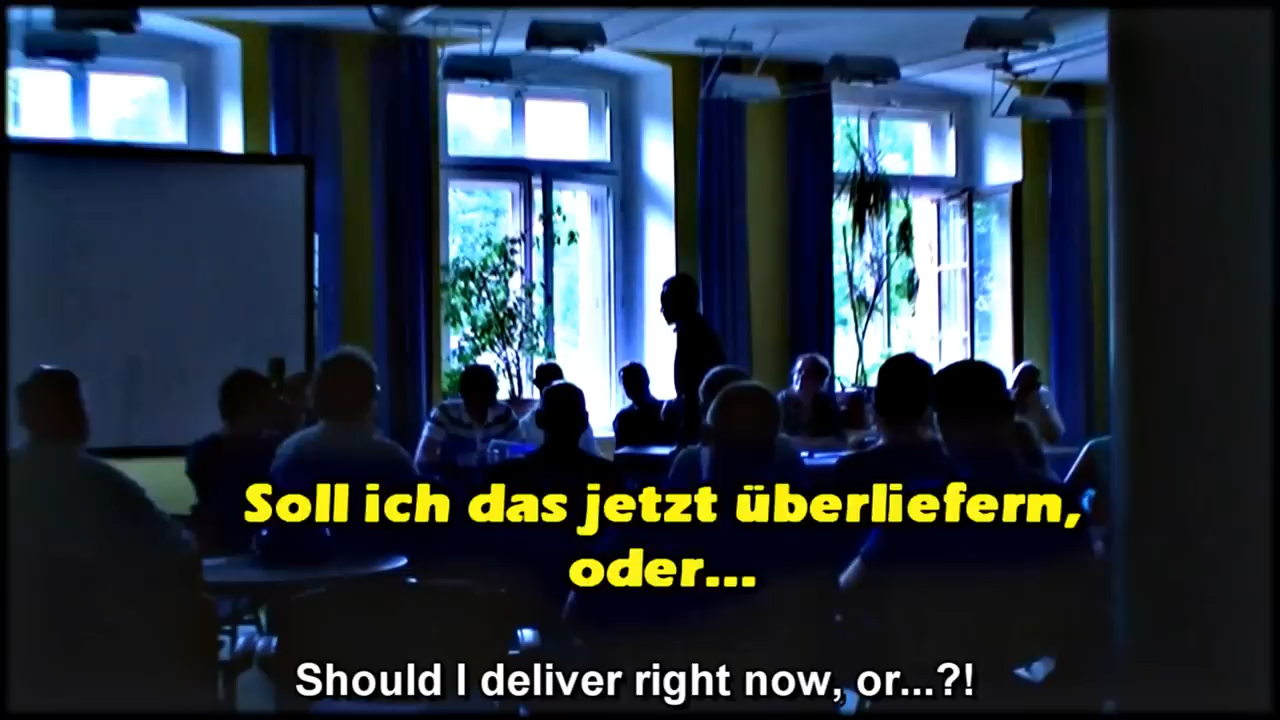 Soll ich das jetzt überliefern,
oder...
Should I deliver right now, or...?!